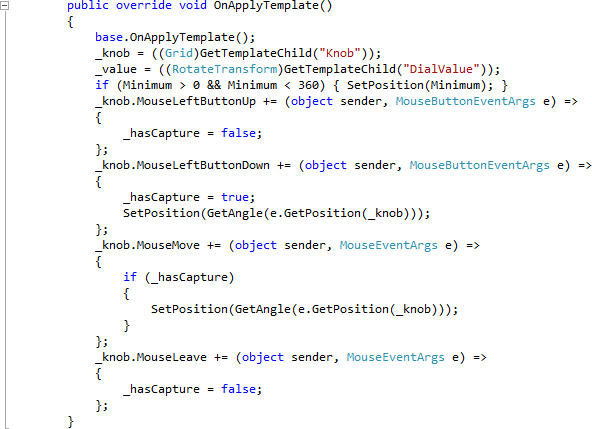 public override void OnApplyTemplate()
{
base.OnApplyTemplate();
_knob = ((Grid)GetTemplateChild("Knob"));
_value = ((RotateTransform)GetTemplateChild("DialValue"));
if (Minimum > 0 && Minimum < 360) { SetPosition(Minimum); }
_knob.MouseLeftButtonUp += (object sender, MouseButtonEventArgs e) =>
{
_hasCapture = false;
};
_knob.MouseLeftButtonDown += (object sender, MouseButtonEventArgs e) =>
{
_hasCapture = true;
SetPosition(GetAngle(e.GetPosition(_knob)));
};
_knob.MouseMove += (object sender, MouseEventArgs e) =>
{
if (_hasCapture)
{
SetPosition(GetAngle(e.GetPosition(_knob)));
}
};
_knob.MouseLeave += (object sender, MouseEventArgs e) =>
{
_hasCapture = false;
};
}